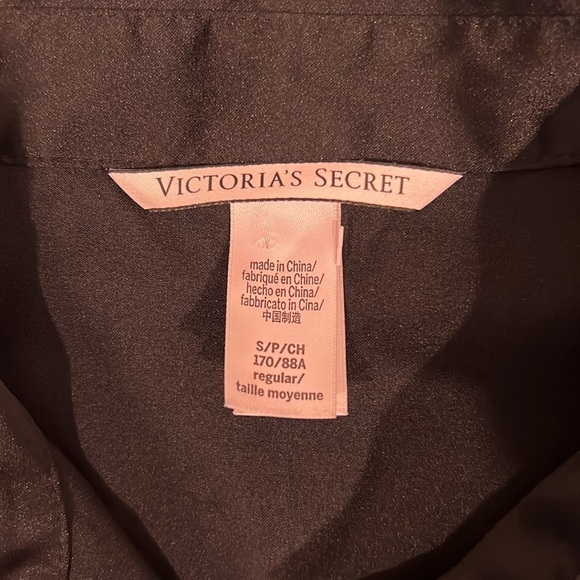 VICTORIA'S SECRET
made in China/
fabriqué en Chine/
hecho en China/
fabbricato in Cina/
中国制造
S/P/CH
170/88A
regular/
taille moyenne